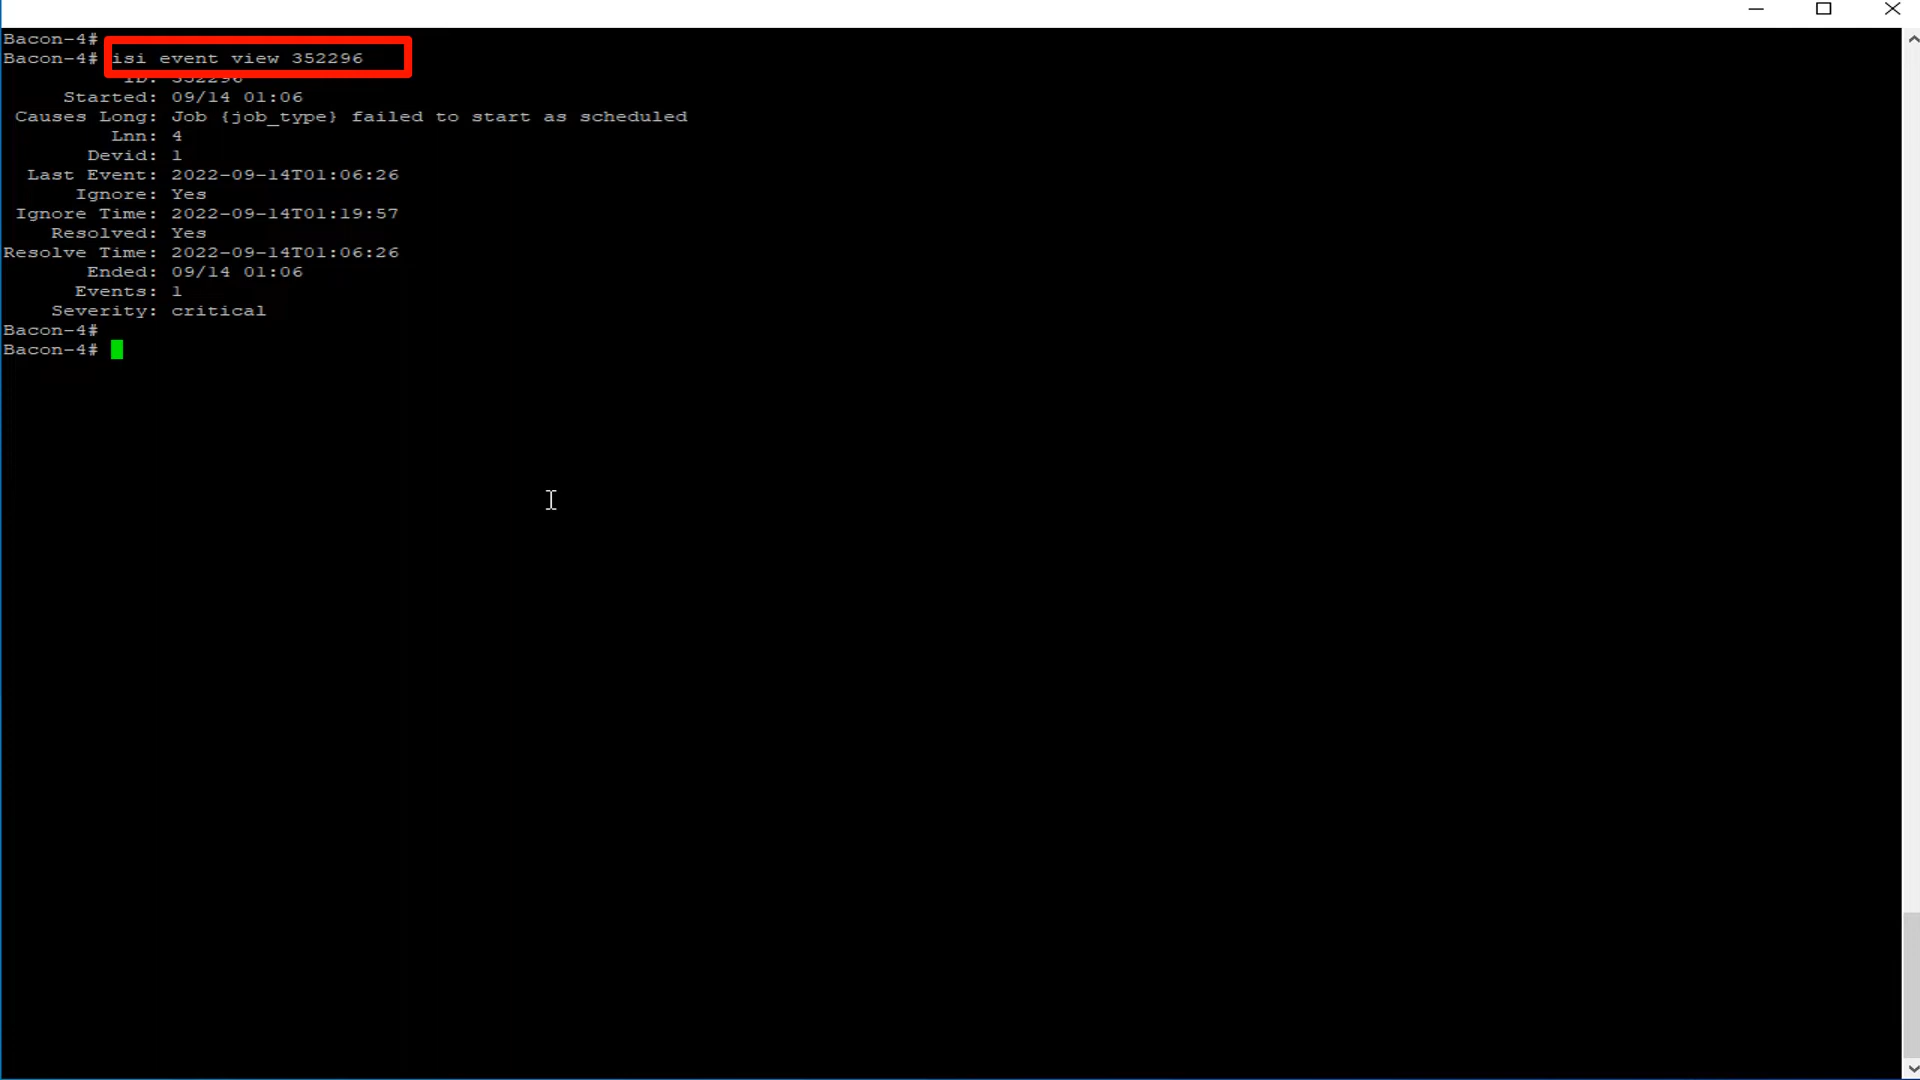 Bacon-4#
Bacon-4# isi event view 352296
ID: 352296
Started: 09/14 01:06
Causes Long: Job {job_type} failed to start as scheduled
Lnn: 4
Devid: 1
Last Event: 2022-09-14T01:06:26
Ignore: Yes
Ignore Time: 2022-09-14T01:19:57
Resolved: Yes
Resolve Time: 2022-09-14T01:06:26
Ended: 09/14 01:06
Events: 1
Severity: critical
Bacon-4#
Bacon-4#